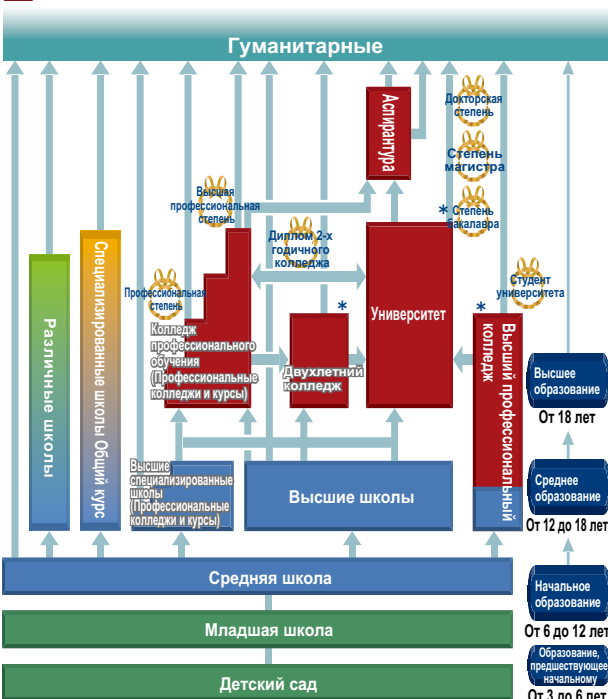 Гуманитарные
Аспирантура
Докторская
степень
Степень
магистра
* Степень
бакалавра
Высшая
профессиональная
степень
Диплом 2-х
годичного
колледжа
Студент
университета
Профессиональная
степень
*
*
Различные школы
Специализированные школы Общий курс
Колледж
профессионального
обучения
(Профессиональные
колледжи и курсы)
Двухлетний
колледж
Университет
Высший профессиональный
колледж
Высшее
образование
От 18 лет
Высшие
специализированные
школы
(Профессиональные
колледжи и курсы)
Высшие школы
Среднее
образование
От 12 до 18 лет
Средняя школа
Начальное
образование
От 6 до 12 лет
Младшая школа
Образование,
предшествующее
начальному
От 3 до 6 лет
Детский сад